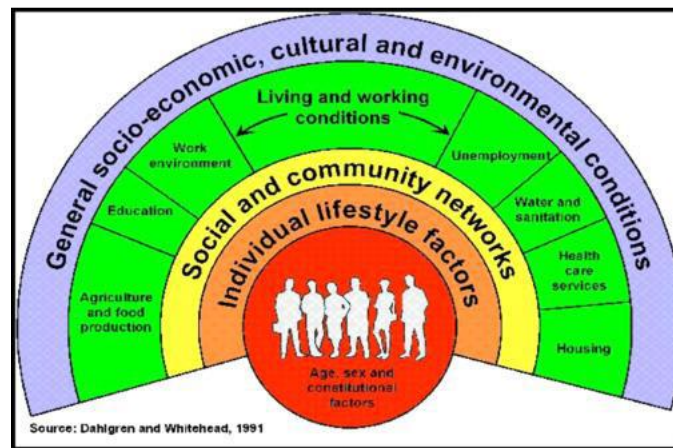 General socio-economic, cultural and environmental conditions
Living and working
conditions
Work
environment
Unemployment
Education
Water and
sanitation
Social and community networks
Individual lifestyle factors
Agriculture
and food
production
Health
care
services
Housing
Age, sex and
constitutional
factors
Source: Dahlgren and Whitehead, 1991